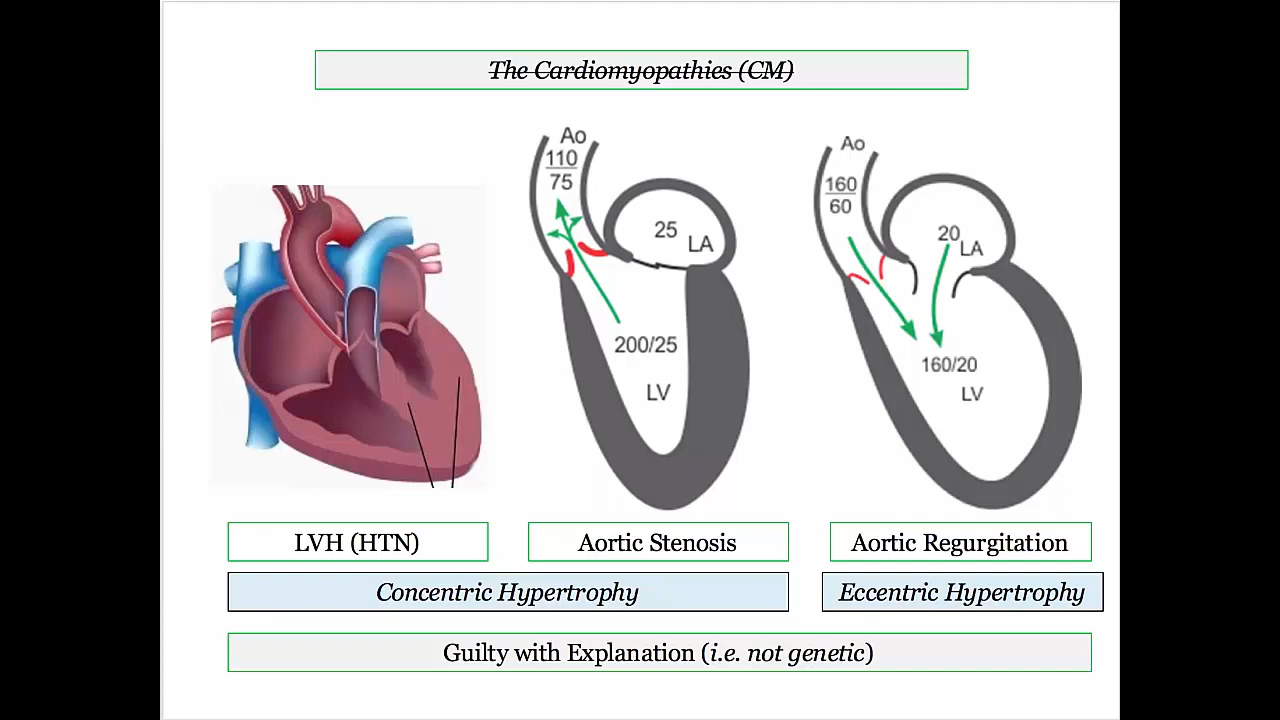 The Cardiomyopathies (CM)
Ao
110
75
25
LA
200/25
LV
Ao
160
60
20
LA
160/20
LV
LVH (HTN)
Aortic Stenosis
Aortic Regurgitation
Concentric Hypertrophy
Eccentric Hypertrophy
Guilty with Explanation (i.e. not genetic)